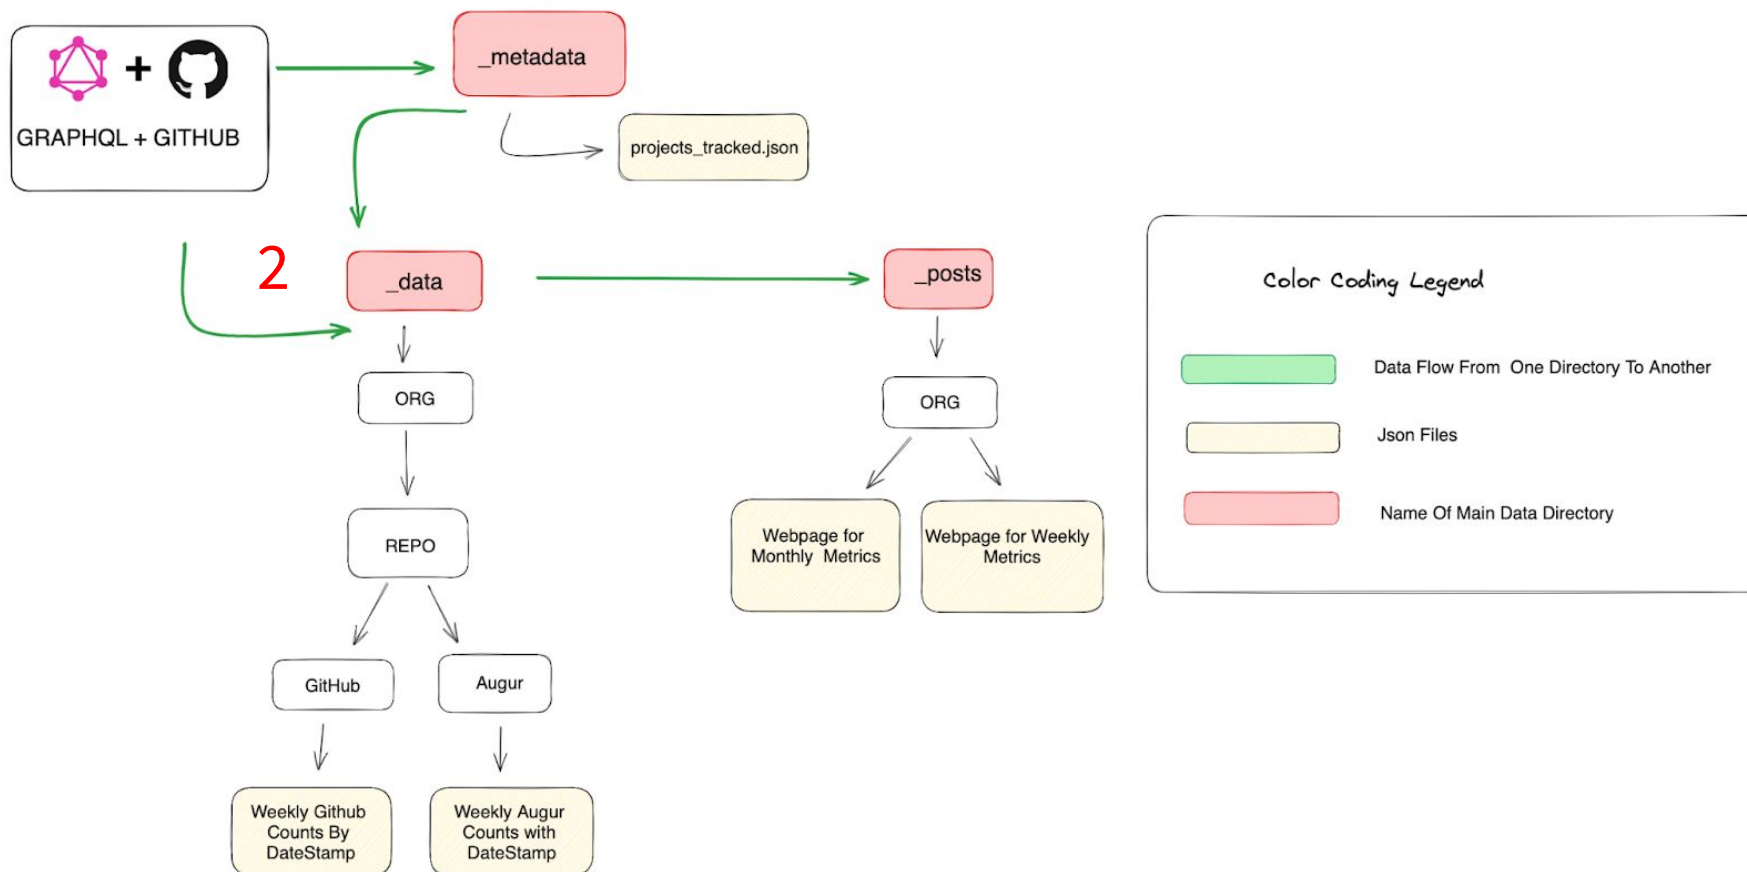 _metadata
+
GRAPHQL + GITHUB
projects_tracked.json
2
_data
_posts
Color Coding Legend
ORG
ORG
Data Flow From One Directory To Another
Json Files
Name Of Main Data Directory
REPO
Webpage for
Monthly Metrics
Webpage for Weekly
Metrics
GitHub
Augur
Weekly Github
Counts By
DateStamp
Weekly Augur
Counts with
DateStamp